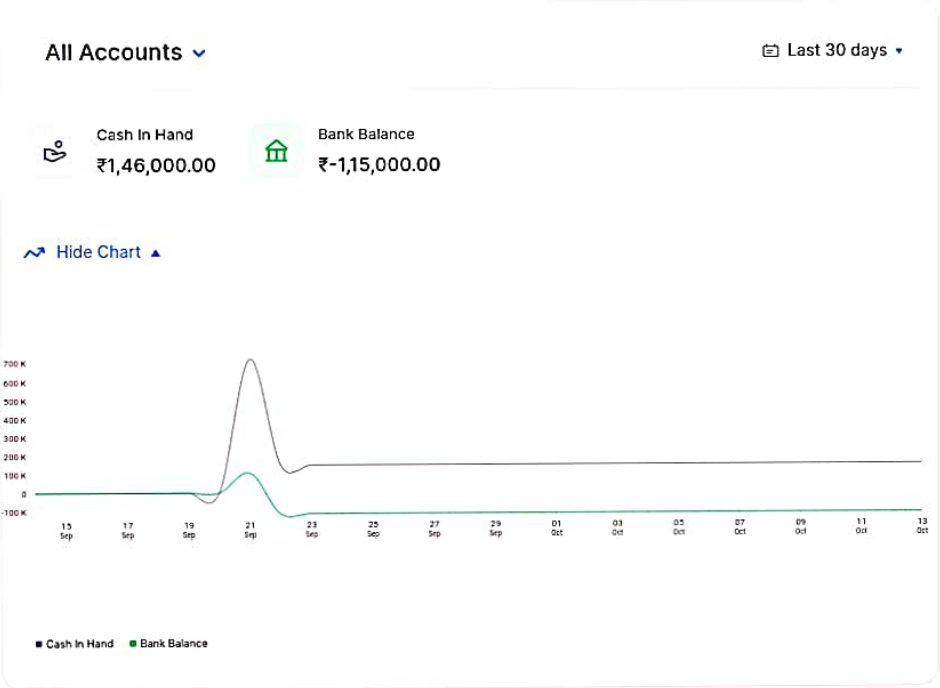 All Accounts
Last 30 days
Cash In Hand
₹1,46,000.00
Bank Balance
₹-1,15,000.00
Hide Chart
700 K
600 K
500 K
400 K
300 K
200 K
100 K
0
-100 K
15 Sep
17 Sep
19 Sep
21 Sep
23 Sep
25 Sep
27 Sep
29 Sep
01 Oct
03 Oct
05 Oct
07 Oct
09 Oct
11 Oct
13 Oct
Cash In Hand
Bank Balance